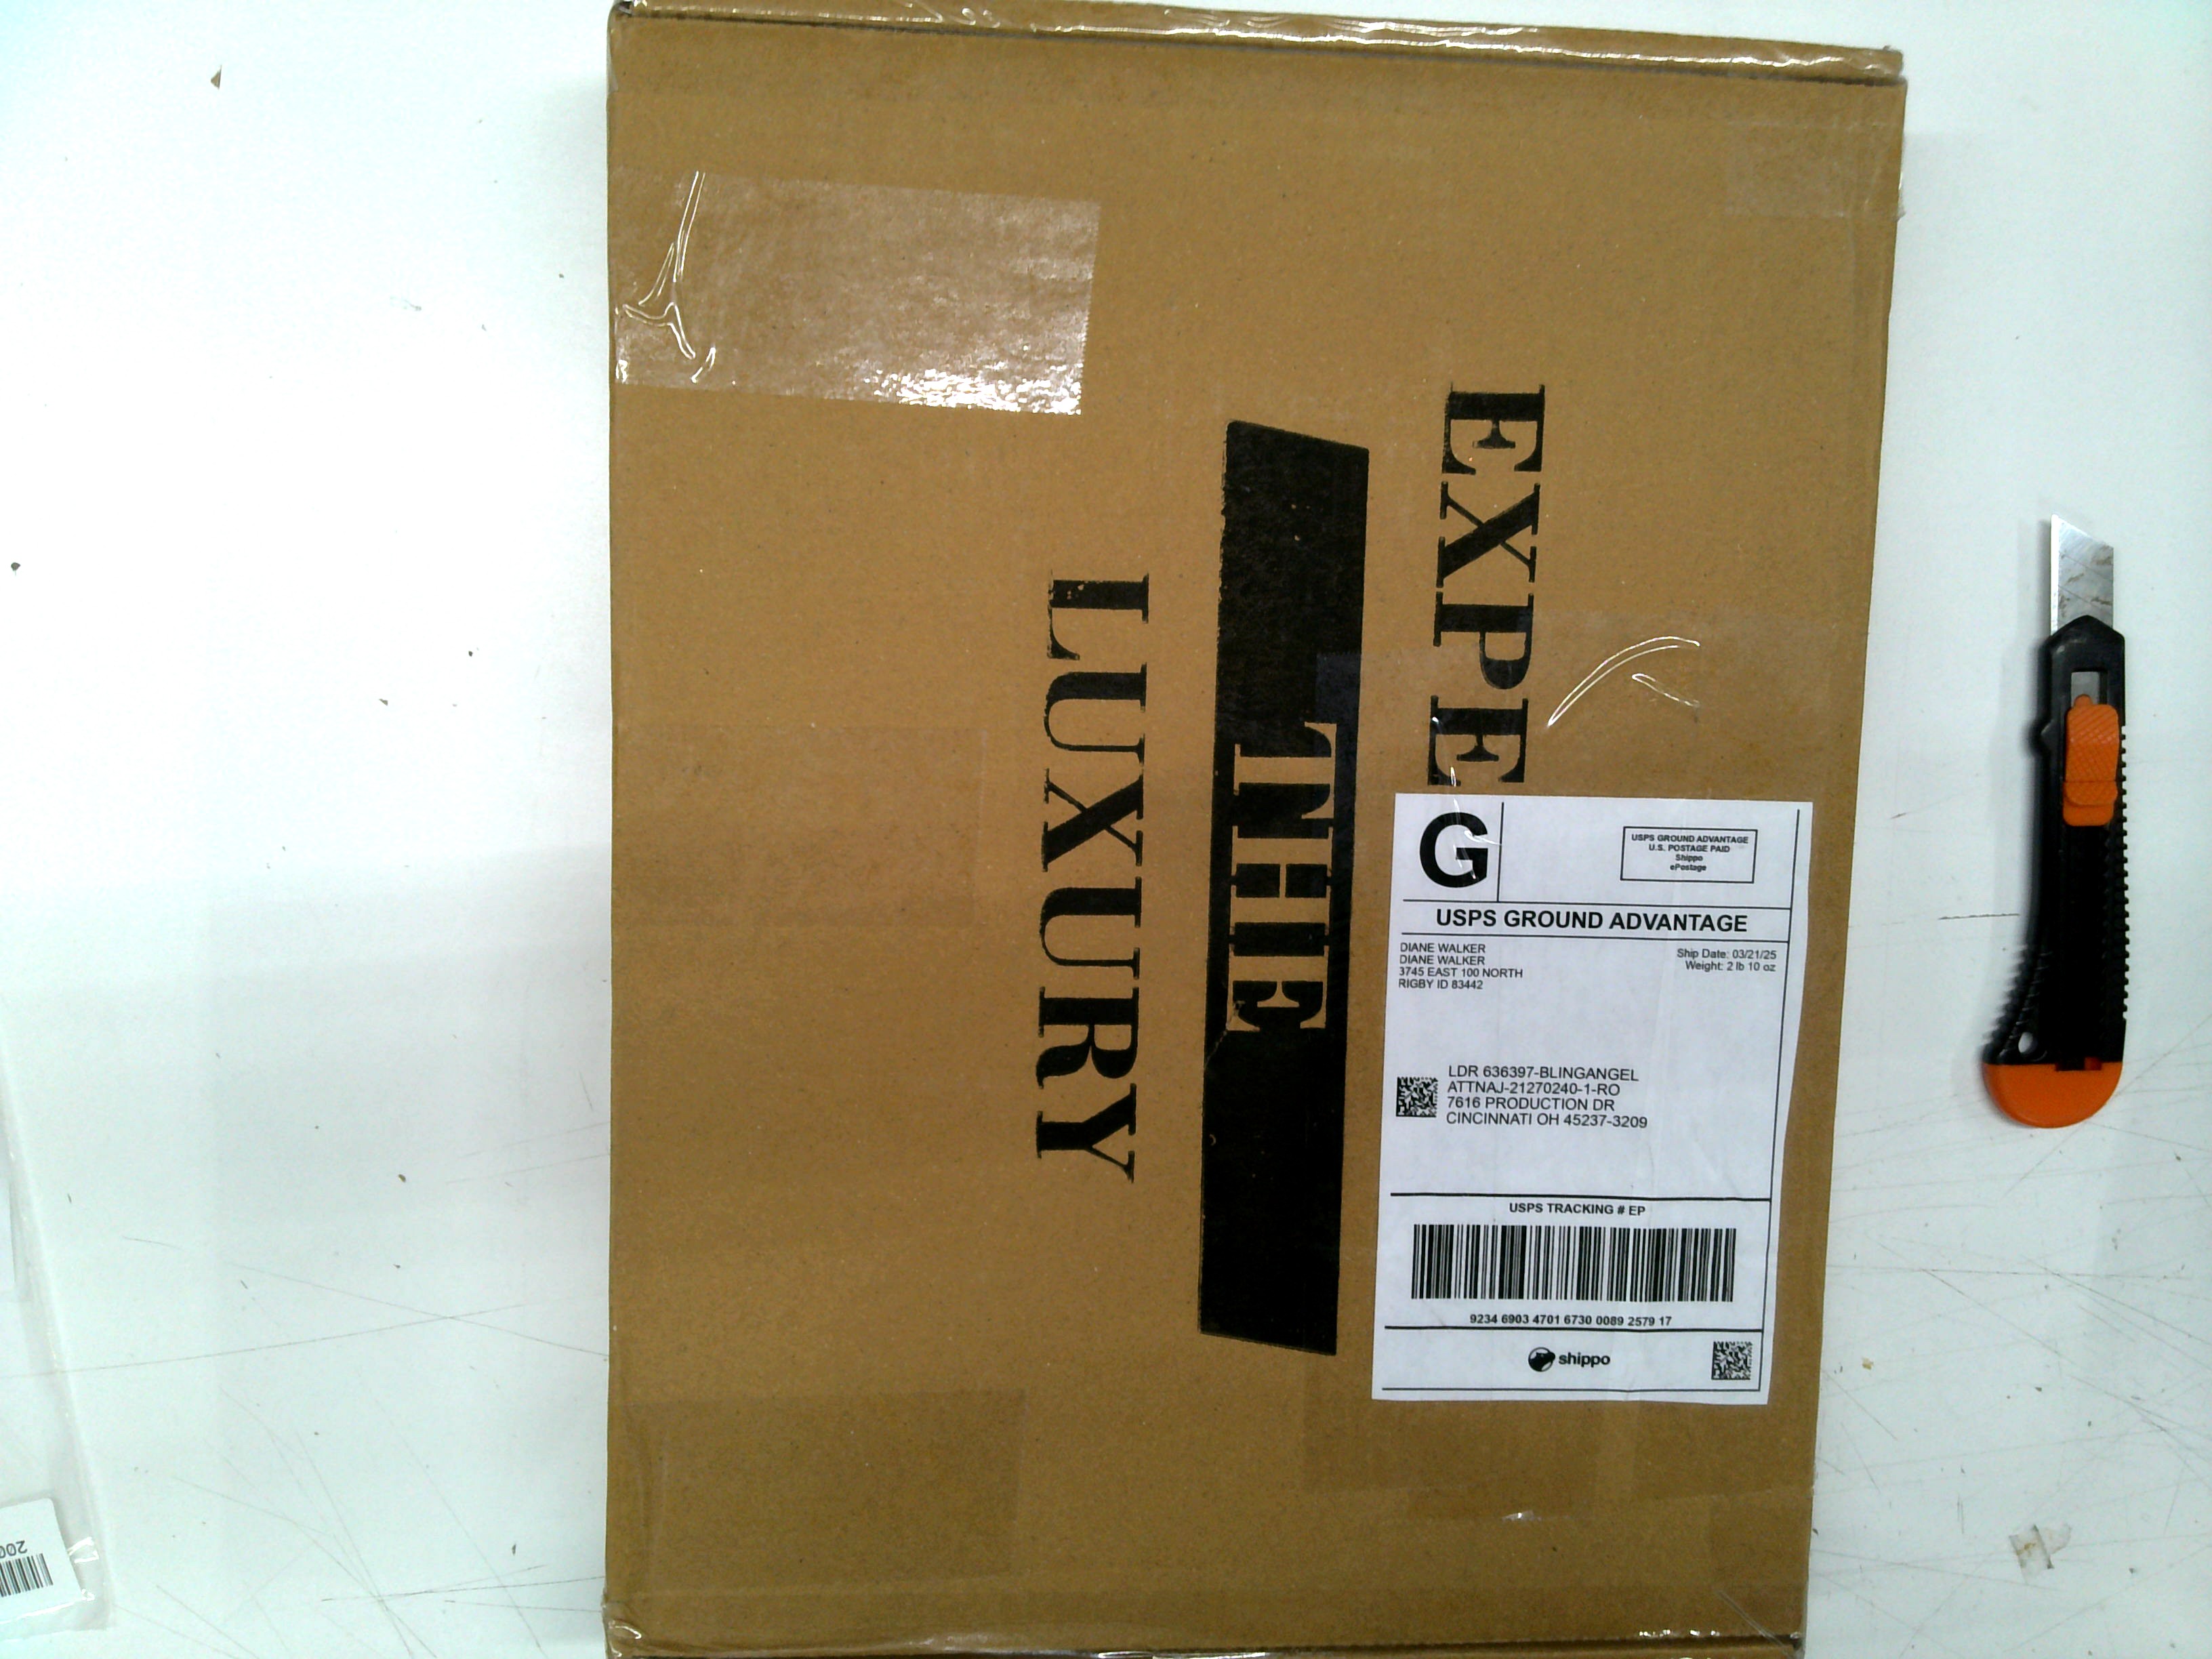 EXPE
THE
LUXURY
G
USPS GROUND ADVANTAGE
U.S. POSTAGE PAID
Shippo
ePostage
USPS GROUND ADVANTAGE
DIANE WALKER
DIANE WALKER
3745 EAST 100 NORTH
RIGBY ID 83442
Ship Date: 03/21/25
Weight: 2 lb 10 oz
LDR 636397-BLINGANGEL
ATTNAJ-21270240-1-RO
7616 PRODUCTION DR
CINCINNATI OH 45237-3209
USPS TRACKING # EP
9234 6903 4701 6730 0089 2579 17
shippo